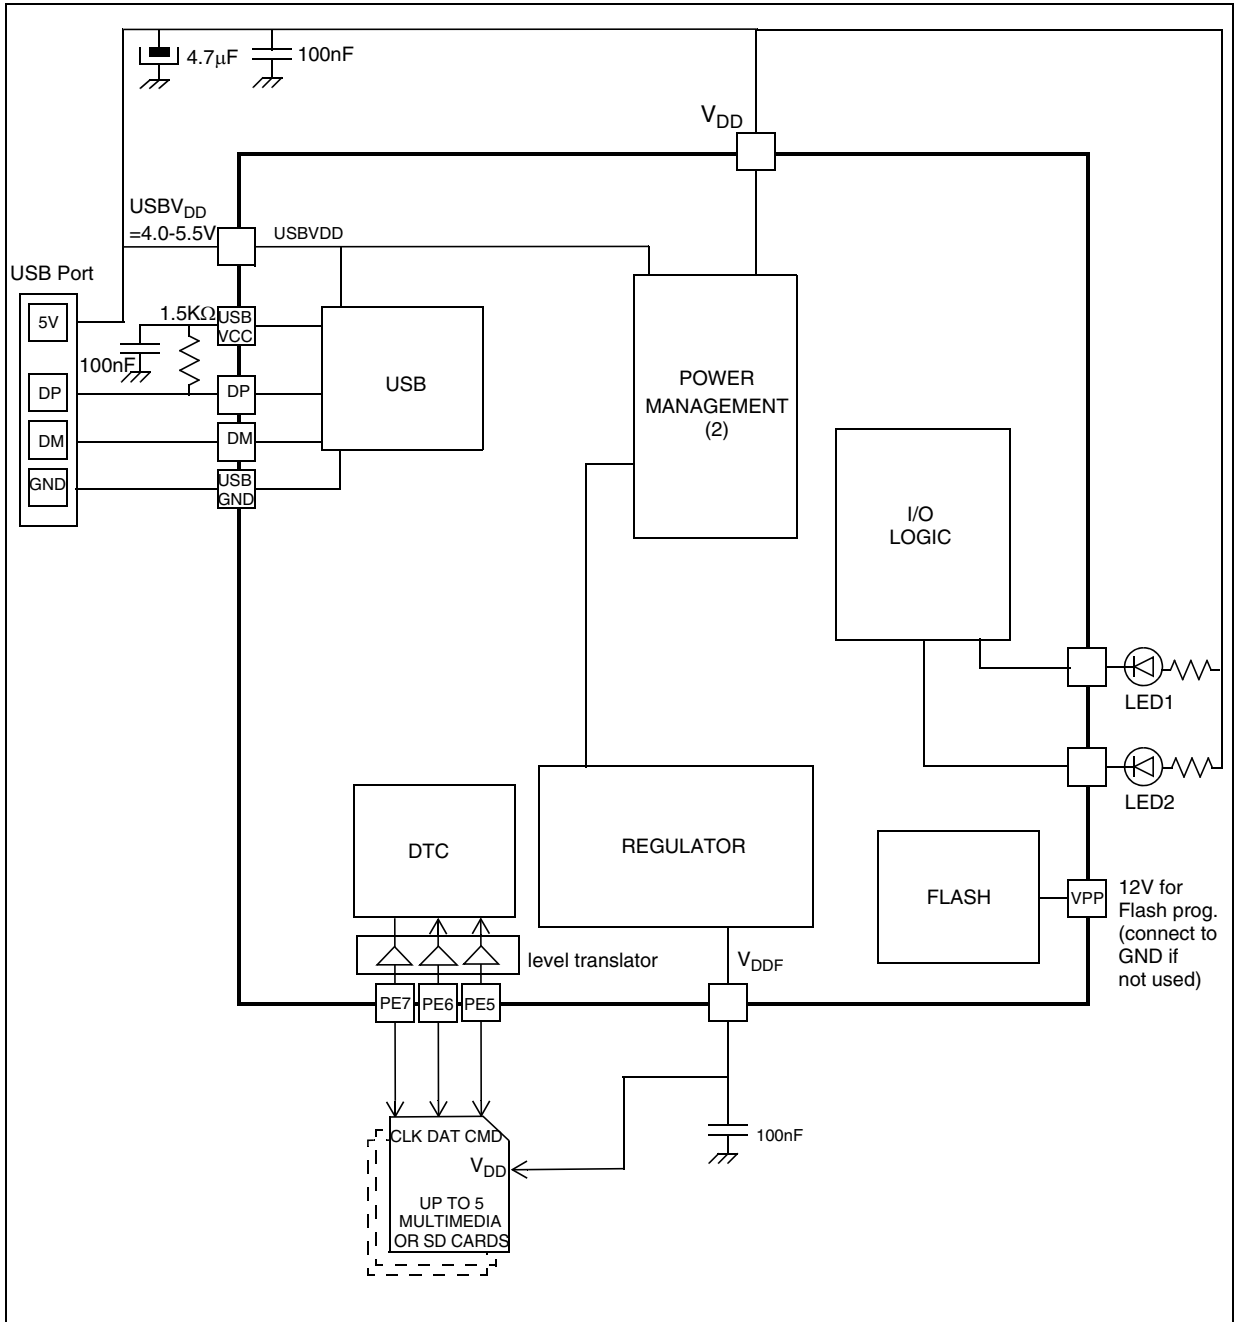 4.7µF
100nF
VDD
USBVDD
=4.0-5.5V
USBVDD
USB Port
5V
1.5KΩ
USB
VCC
100nF
DP
DP
USB
DM
DM
GND
USB
GND
POWER
MANAGEMENT
(2)
I/O
LOGIC
LED1
LED2
DTC
REGULATOR
FLASH
VPP
12V for
Flash prog.
(connect to
GND if
not used)
level translator
VDDF
PE7
PE6
PE5
CLK DAT CMD
VDD
100nF
UP TO 5
MULTIMEDIA
OR SD CARDS